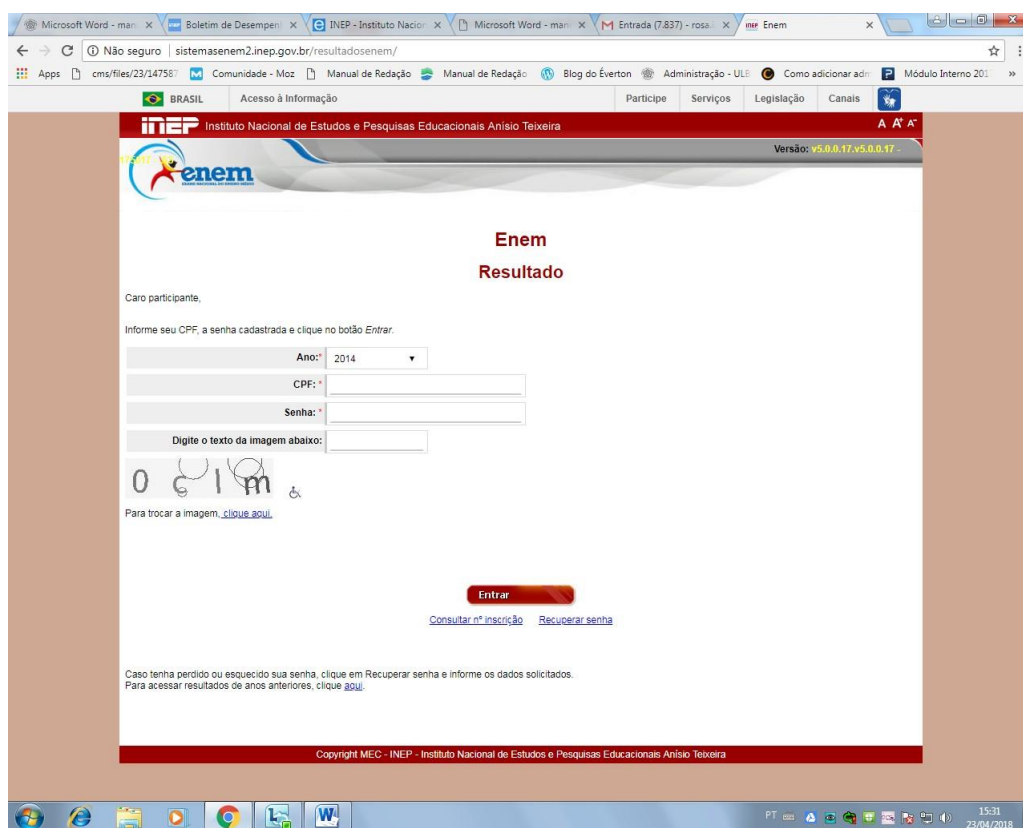 Microsoft Word - man
Boletim de Desempen
INEP - Instituto Nacion
Microsoft Word - man
Entrada (7.837) - rosa
Enem
Não seguro
sistemasenem2.inep.gov.br/resultadosenem/
Apps
cms/files/23/14758
Comunidade - Moz
Manual de Redação
Manual de Redação
Blog do Éverton
Administração - ULB
Como adicionar adm
Módulo Interno 201
BRASIL
Acesso à Informação
Participe
Serviços
Legislação
Canais
inep Instituto Nacional de Estudos e Pesquisas Educacionais Anísio Teixeira
A A+ A-
Versão: v5.0.0.17.v5.0.0.17 -
enem
EXAME NACIONAL DO ENSINO MÉDIO
Enem
Resultado
Caro participante,
Informe seu CPF, a senha cadastrada e clique no botão Entrar.
Ano:* 2014
CPF: *
Senha: *
Digite o texto da imagem abaixo:
Para trocar a imagem, clique aqui.
Entrar
Consultar nº inscrição Recuperar senha
Caso tenha perdido ou esquecido sua senha, clique em Recuperar senha e informe os dados solicitados.
Para acessar resultados de anos anteriores, clique aqui.
Copyright MEC - INEP - Instituto Nacional de Estudos e Pesquisas Educacionais Anísio Teixeira
PT
15:31
23/04/2018